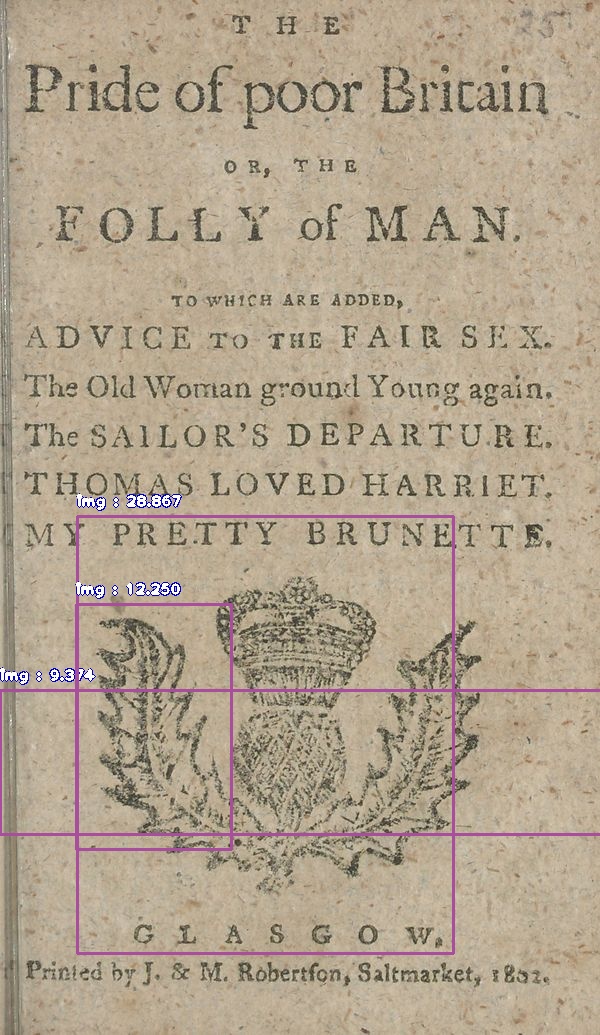 25
THE
Pride of poor Britain
OR, THE
FOLLY of MAN.
TO WHICH ARE ADDED,
ADVICE TO THE FAIR SEX.
The Old Woman ground Young again.
The SAILOR'S DEPARTURE.
THOMAS LOVED HARRIET.
img : 28.867
MY PRETTY BRUNETTE.
img : 12.250
img : 9.374
GLASGOW,
Printed by J. & M. Robertson, Saltmarket, 1802.